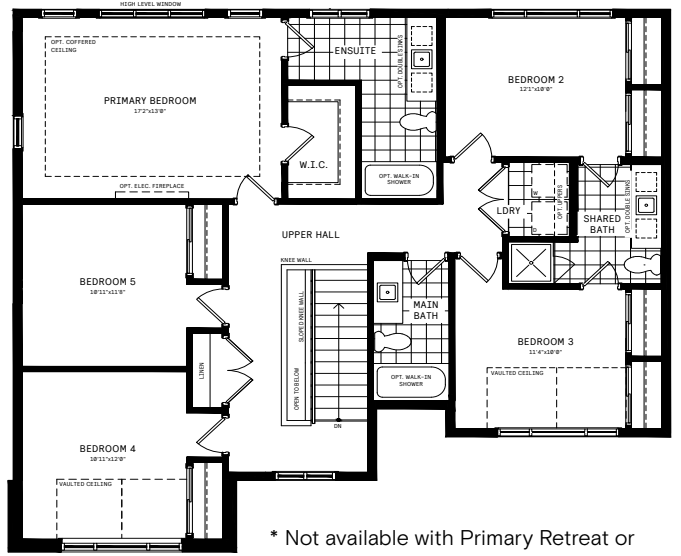 HIGH LEVEL WINDOW
OPT. COFFERED
CEILING
PRIMARY BEDROOM
17'2"x13'0"
OPT. ELEC. FIREPLACE
ENSUITE
OPT. DOUBLE SINKS
W.I.C.
OPT. WALK-IN
SHOWER
BEDROOM 2
12'1"x10'0"
LDRY
W
D
OPT. UPPERS
SHARED
BATH
OPT. DOUBLE SINKS
UPPER HALL
KNEE WALL
SLOPED KNEE WALL
OPEN TO BELOW
DN
MAIN
BATH
OPT. WALK-IN
SHOWER
BEDROOM 5
10'11"x11'8"
LINEN
BEDROOM 3
11'4"x10'0"
VAULTED CEILING
BEDROOM 4
10'11"x12'0"
VAULTED CEILING
* Not available with Primary Retreat or